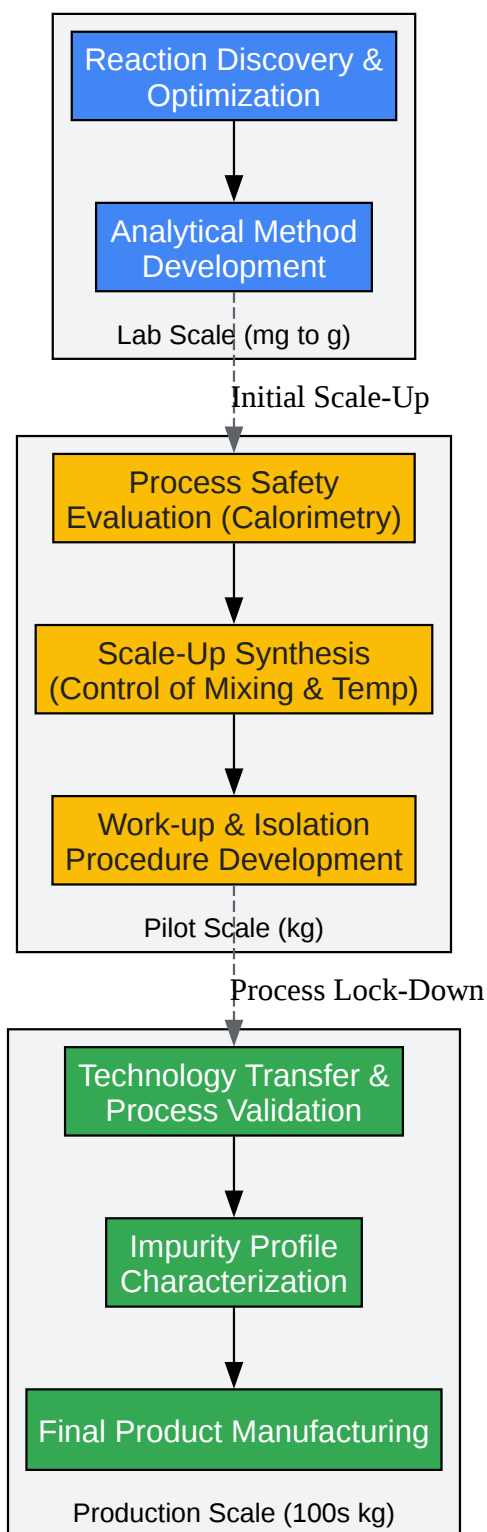 Reaction Discovery &
Optimization
Analytical Method
Development
Lab Scale (mg to g)
Initial Scale-Up
Process Safety
Evaluation (Calorimetry)
Scale-Up Synthesis
(Control of Mixing & Temp)
Work-up & Isolation
Procedure Development
Pilot Scale (kg)
Process Lock-Down
Technology Transfer &
Process Validation
Impurity Profile
Characterization
Final Product Manufacturing
Production Scale (100s kg)